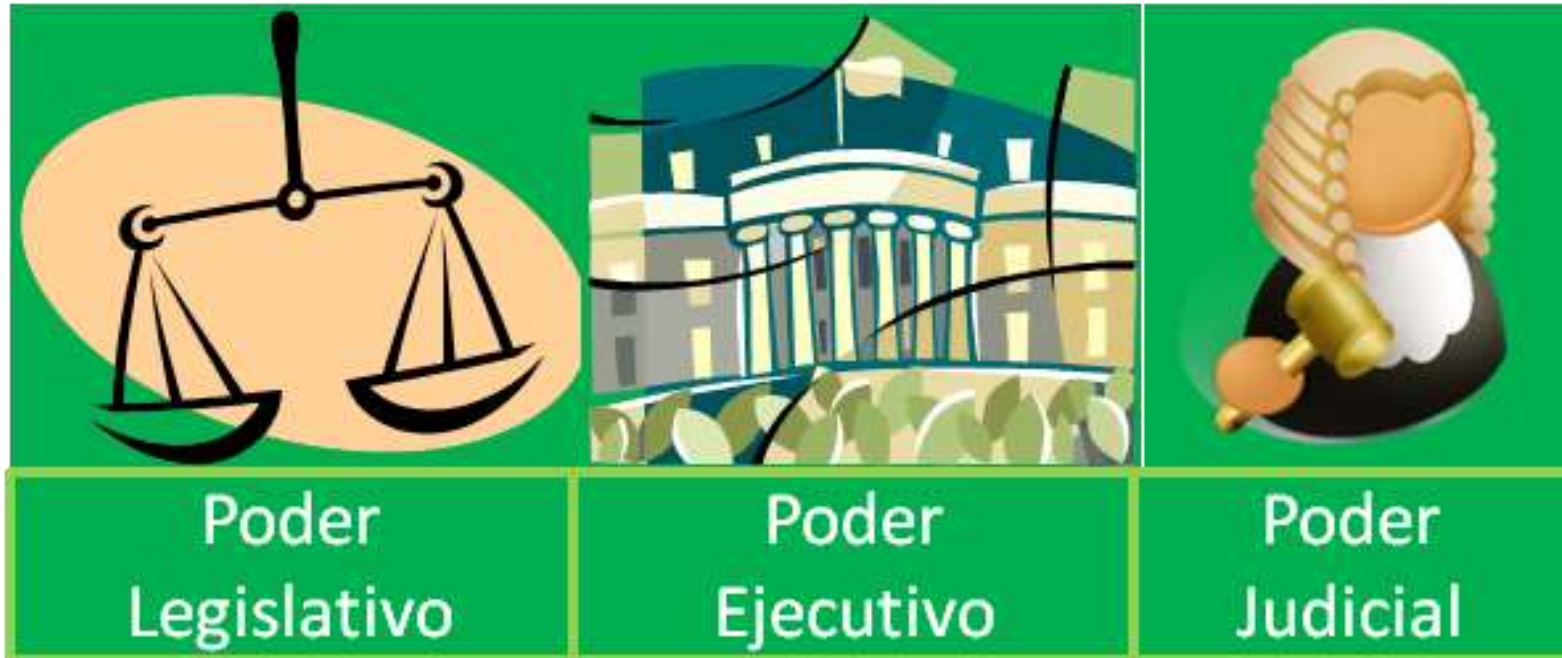 Poder
Legislativo
Poder
Ejecutivo
Poder
Judicial